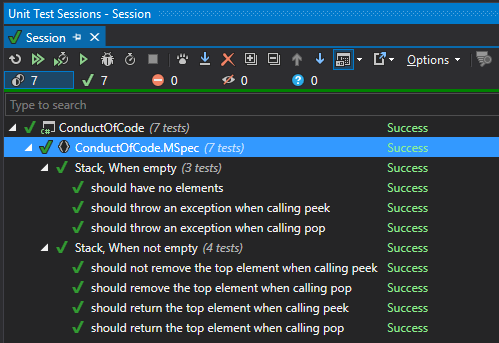 Unit Test Sessions - Session
Session
Options
7 7 0 0 0
Type to search
ConductOfCode (7 tests) Success
ConductOfCode.MSpec (7 tests) Success
Stack, When empty (3 tests) Success
should have no elements Success
should throw an exception when calling peek Success
should throw an exception when calling pop Success
Stack, When not empty (4 tests) Success
should not remove the top element when calling peek Success
should remove the top element when calling pop Success
should return the top element when calling peek Success
should return the top element when calling pop Success